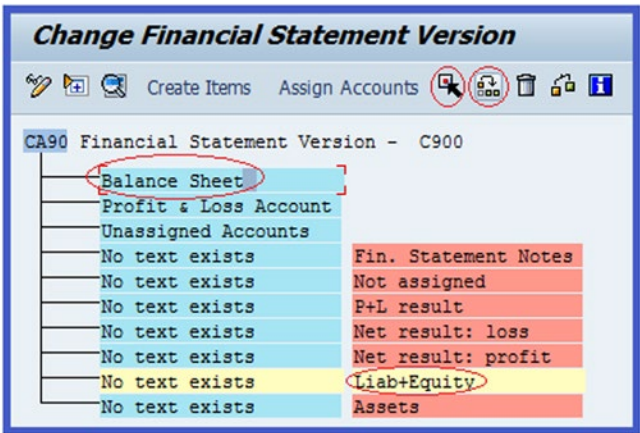 Change Financial Statement Version
Create Items Assign Accounts
CA90 Financial Statement Version - C900
Balance Sheet
Profit & Loss Account
Unassigned Accounts
No text exists Fin. Statement Notes
No text exists Not assigned
No text exists P+L result
No text exists Net result: loss
No text exists Net result: profit
No text exists Liab+Equity
No text exists Assets